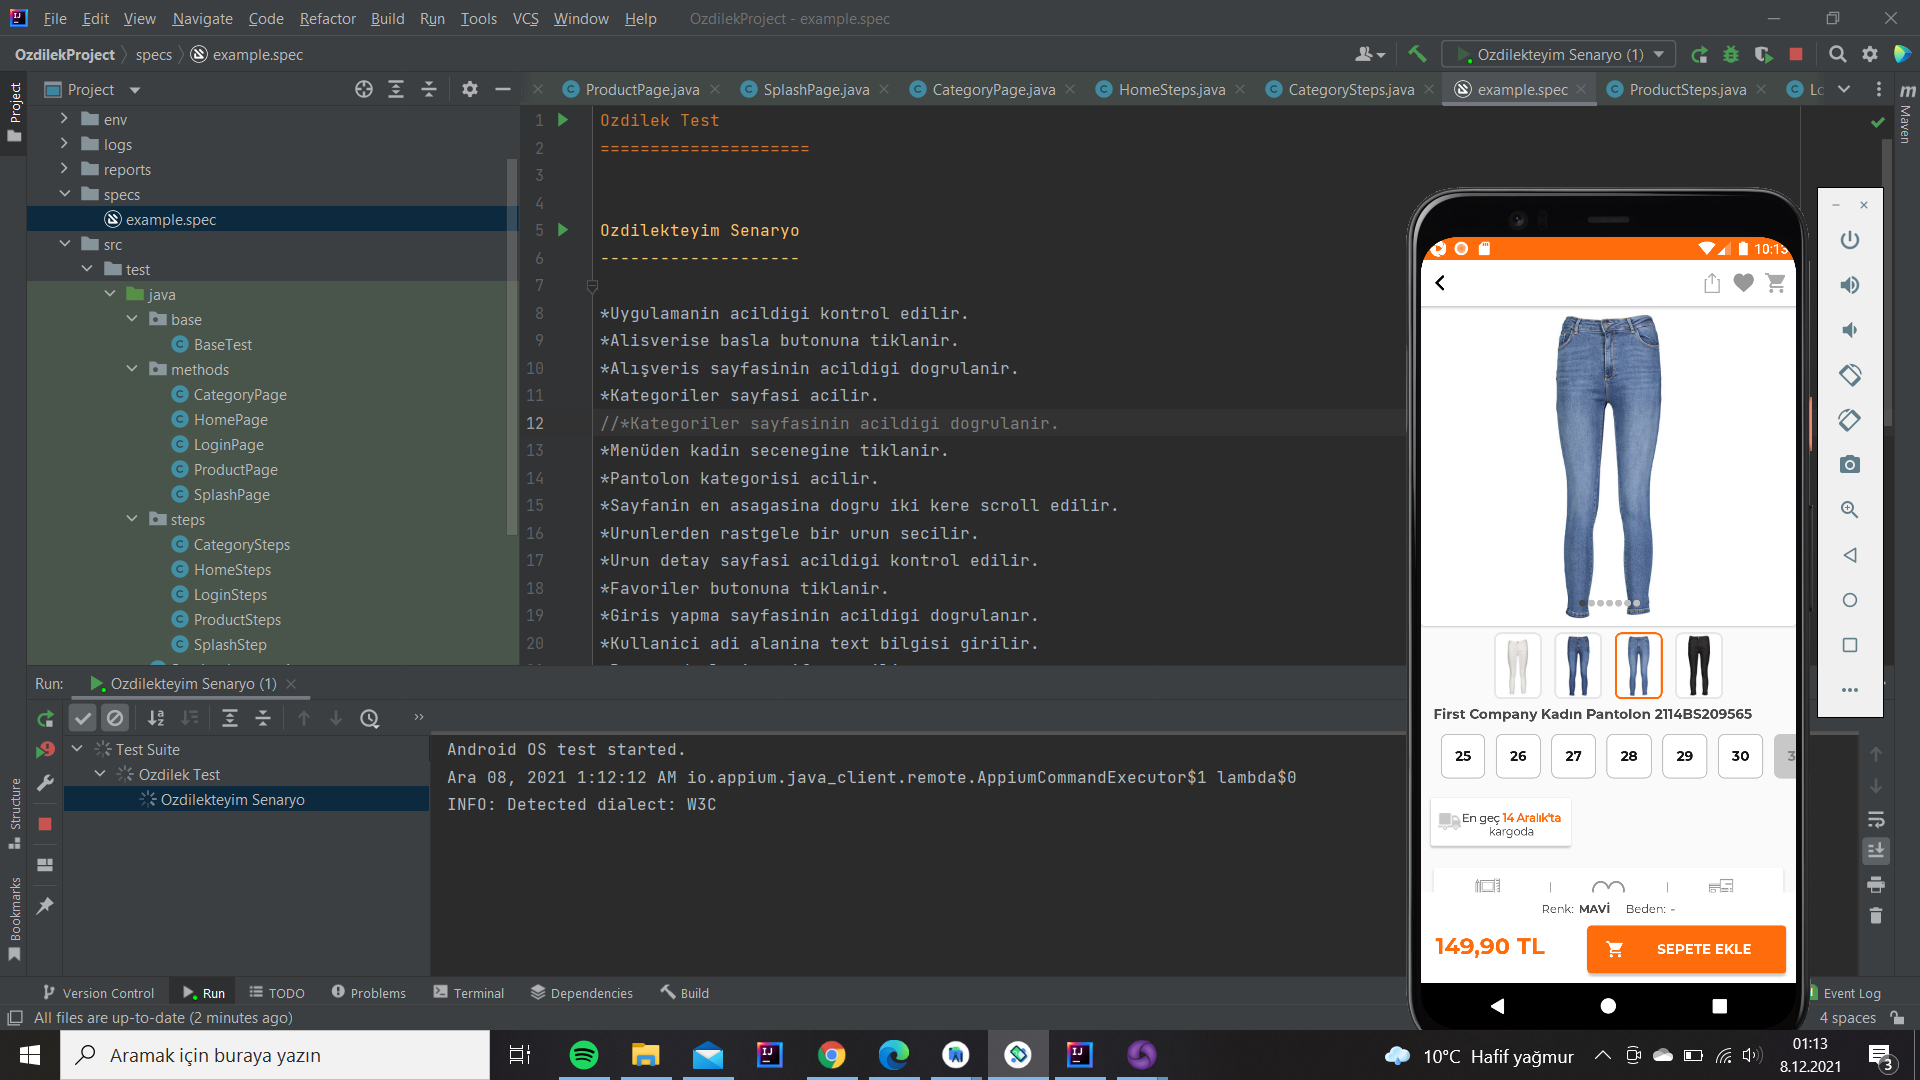 File Edit View Navigate Code Refactor Build Run Tools VCS Window Help OzdilekProject - example.spec
OzdilekProject specs example.spec
Ozdilekteyim Senaryo (1)
Project
ProductPage.java SplashPage.java CategoryPage.java HomeSteps.java CategorySteps.java example.spec ProductSteps.java Lo
Project
Maven
env
logs
reports
specs
example.spec
src
test
java
base
BaseTest
methods
CategoryPage
HomePage
LoginPage
ProductPage
SplashPage
steps
CategorySteps
HomeSteps
LoginSteps
ProductSteps
SplashStep
1 Ozdilek Test
2 =====================
3
4
5 Ozdilekteyim Senaryo
6 --------------------
7
8 *Uygulamanin acildigi kontrol edilir.
9 *Alisverise basla butonuna tiklanir.
10 *Alışveris sayfasinin acildigi dogrulanir.
11 *Kategoriler sayfasi acilir.
12 //*Kategoriler sayfasinin acildigi dogrulanir.
13 *Menüden kadin secenegine tiklanir.
14 *Pantolon kategorisi acilir.
15 *Sayfanin en asagasina dogru iki kere scroll edilir.
16 *Urunlerden rastgele bir urun secilir.
17 *Urun detay sayfasi acildigi kontrol edilir.
18 *Favoriler butonuna tiklanir.
19 *Giris yapma sayfasinin acildigi dogrulanır.
20 *Kullanici adi alanina text bilgisi girilir.
10:13
First Company Kadın Pantolon 2114BS209565
25 26 27 28 29 30 3
En geç 14 Aralık'ta
kargoda
Renk: MAVİ Beden: -
149,90 TL SEPETE EKLE
Run: Ozdilekteyim Senaryo (1)
Test Suite
Ozdilek Test
Ozdilekteyim Senaryo
Android OS test started.
Ara 08, 2021 1:12:12 AM io.appium.java_client.remote.AppiumCommandExecutor$1 lambda$0
INFO: Detected dialect: W3C
Structure
Bookmarks
Version Control Run TODO Problems Terminal Dependencies Build Event Log
All files are up-to-date (2 minutes ago) 4 spaces
Aramak için buraya yazın
10°C Hafif yağmur
01:13
8.12.2021
3